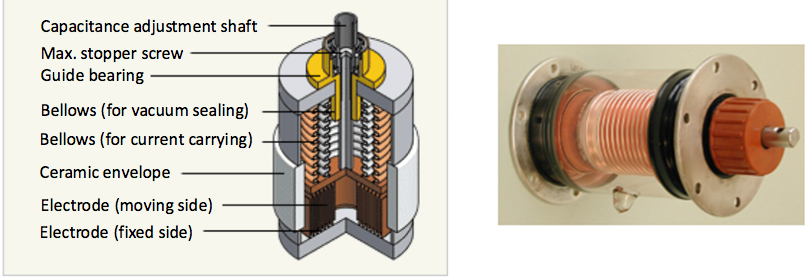 Capacitance adjustment shaft
Max. stopper screw
Guide bearing
Bellows (for vacuum sealing)
Bellows (for current carrying)
Ceramic envelope
Electrode (moving side)
Electrode (fixed side)